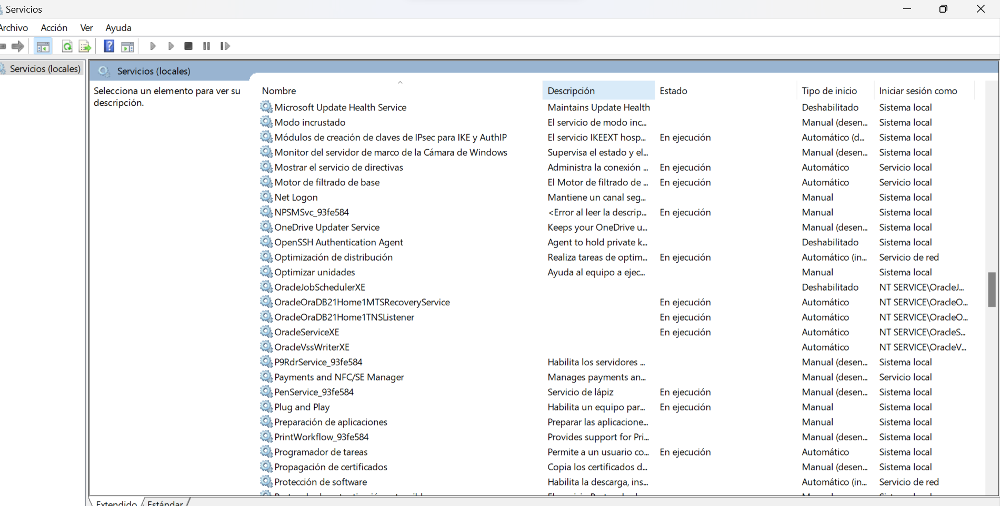 Servicios
Archivo Acción Ver Ayuda
Servicios (locales)
Servicios (locales)
Selecciona un elemento para ver su
descripción.
Nombre Descripción Estado Tipo de inicio Iniciar sesión como
Microsoft Update Health Service Maintains Update Health Deshabilitado Sistema local
Modo incrustado El servicio de modo inc... Manual (desen... Sistema local
Módulos de creación de claves de IPsec para IKE y AuthIP El servicio IKEEXT hosp... En ejecución Automático (d... Sistema local
Monitor del servidor de marco de la Cámara de Windows Supervisa el estado y el... Manual (desen... Sistema local
Mostrar el servicio de directivas Administra la conexión ... En ejecución Automático Servicio local
Motor de filtrado de base El Motor de filtrado de ... En ejecución Automático Servicio local
Net Logon Mantiene un canal seg... Manual Sistema local
NPSMSvc_93fe584 <Error al leer la descrip... En ejecución Manual Sistema local
OneDrive Updater Service Keeps your OneDrive u... Manual (desen... Sistema local
OpenSSH Authentication Agent Agent to hold private k... Deshabilitado Sistema local
Optimización de distribución Realiza tareas de optim... En ejecución Automático (in... Servicio de red
Optimizar unidades Ayuda al equipo a ejec... Manual Sistema local
OracleJobSchedulerXE Deshabilitado NT SERVICE\OracleJ...
OracleOraDB21Home1MTSRecoveryService En ejecución Automático NT SERVICE\OracleO...
OracleOraDB21Home1TNSListener En ejecución Automático NT SERVICE\OracleO...
OracleServiceXE En ejecución Automático NT SERVICE\OracleS...
OracleVssWriterXE Automático NT SERVICE\OracleV...
P9RdrService_93fe584 Habilita los servidores ... Manual (desen... Sistema local
Payments and NFC/SE Manager Manages payments an... Manual (desen... Servicio local
PenService_93fe584 Servicio de lápiz En ejecución Manual (desen... Sistema local
Plug and Play Habilita un equipo par... En ejecución Manual Sistema local
Preparación de aplicaciones Preparar las aplicacione... Manual Sistema local
PrintWorkflow_93fe584 Provides support for Pri... Manual (desen... Sistema local
Programador de tareas Permite a un usuario co... En ejecución Automático Sistema local
Propagación de certificados Copia los certificados d... Manual (desen... Sistema local
Protección de software Habilita la descarga, ins... Automático (in... Servicio de red
Extendido Estándar